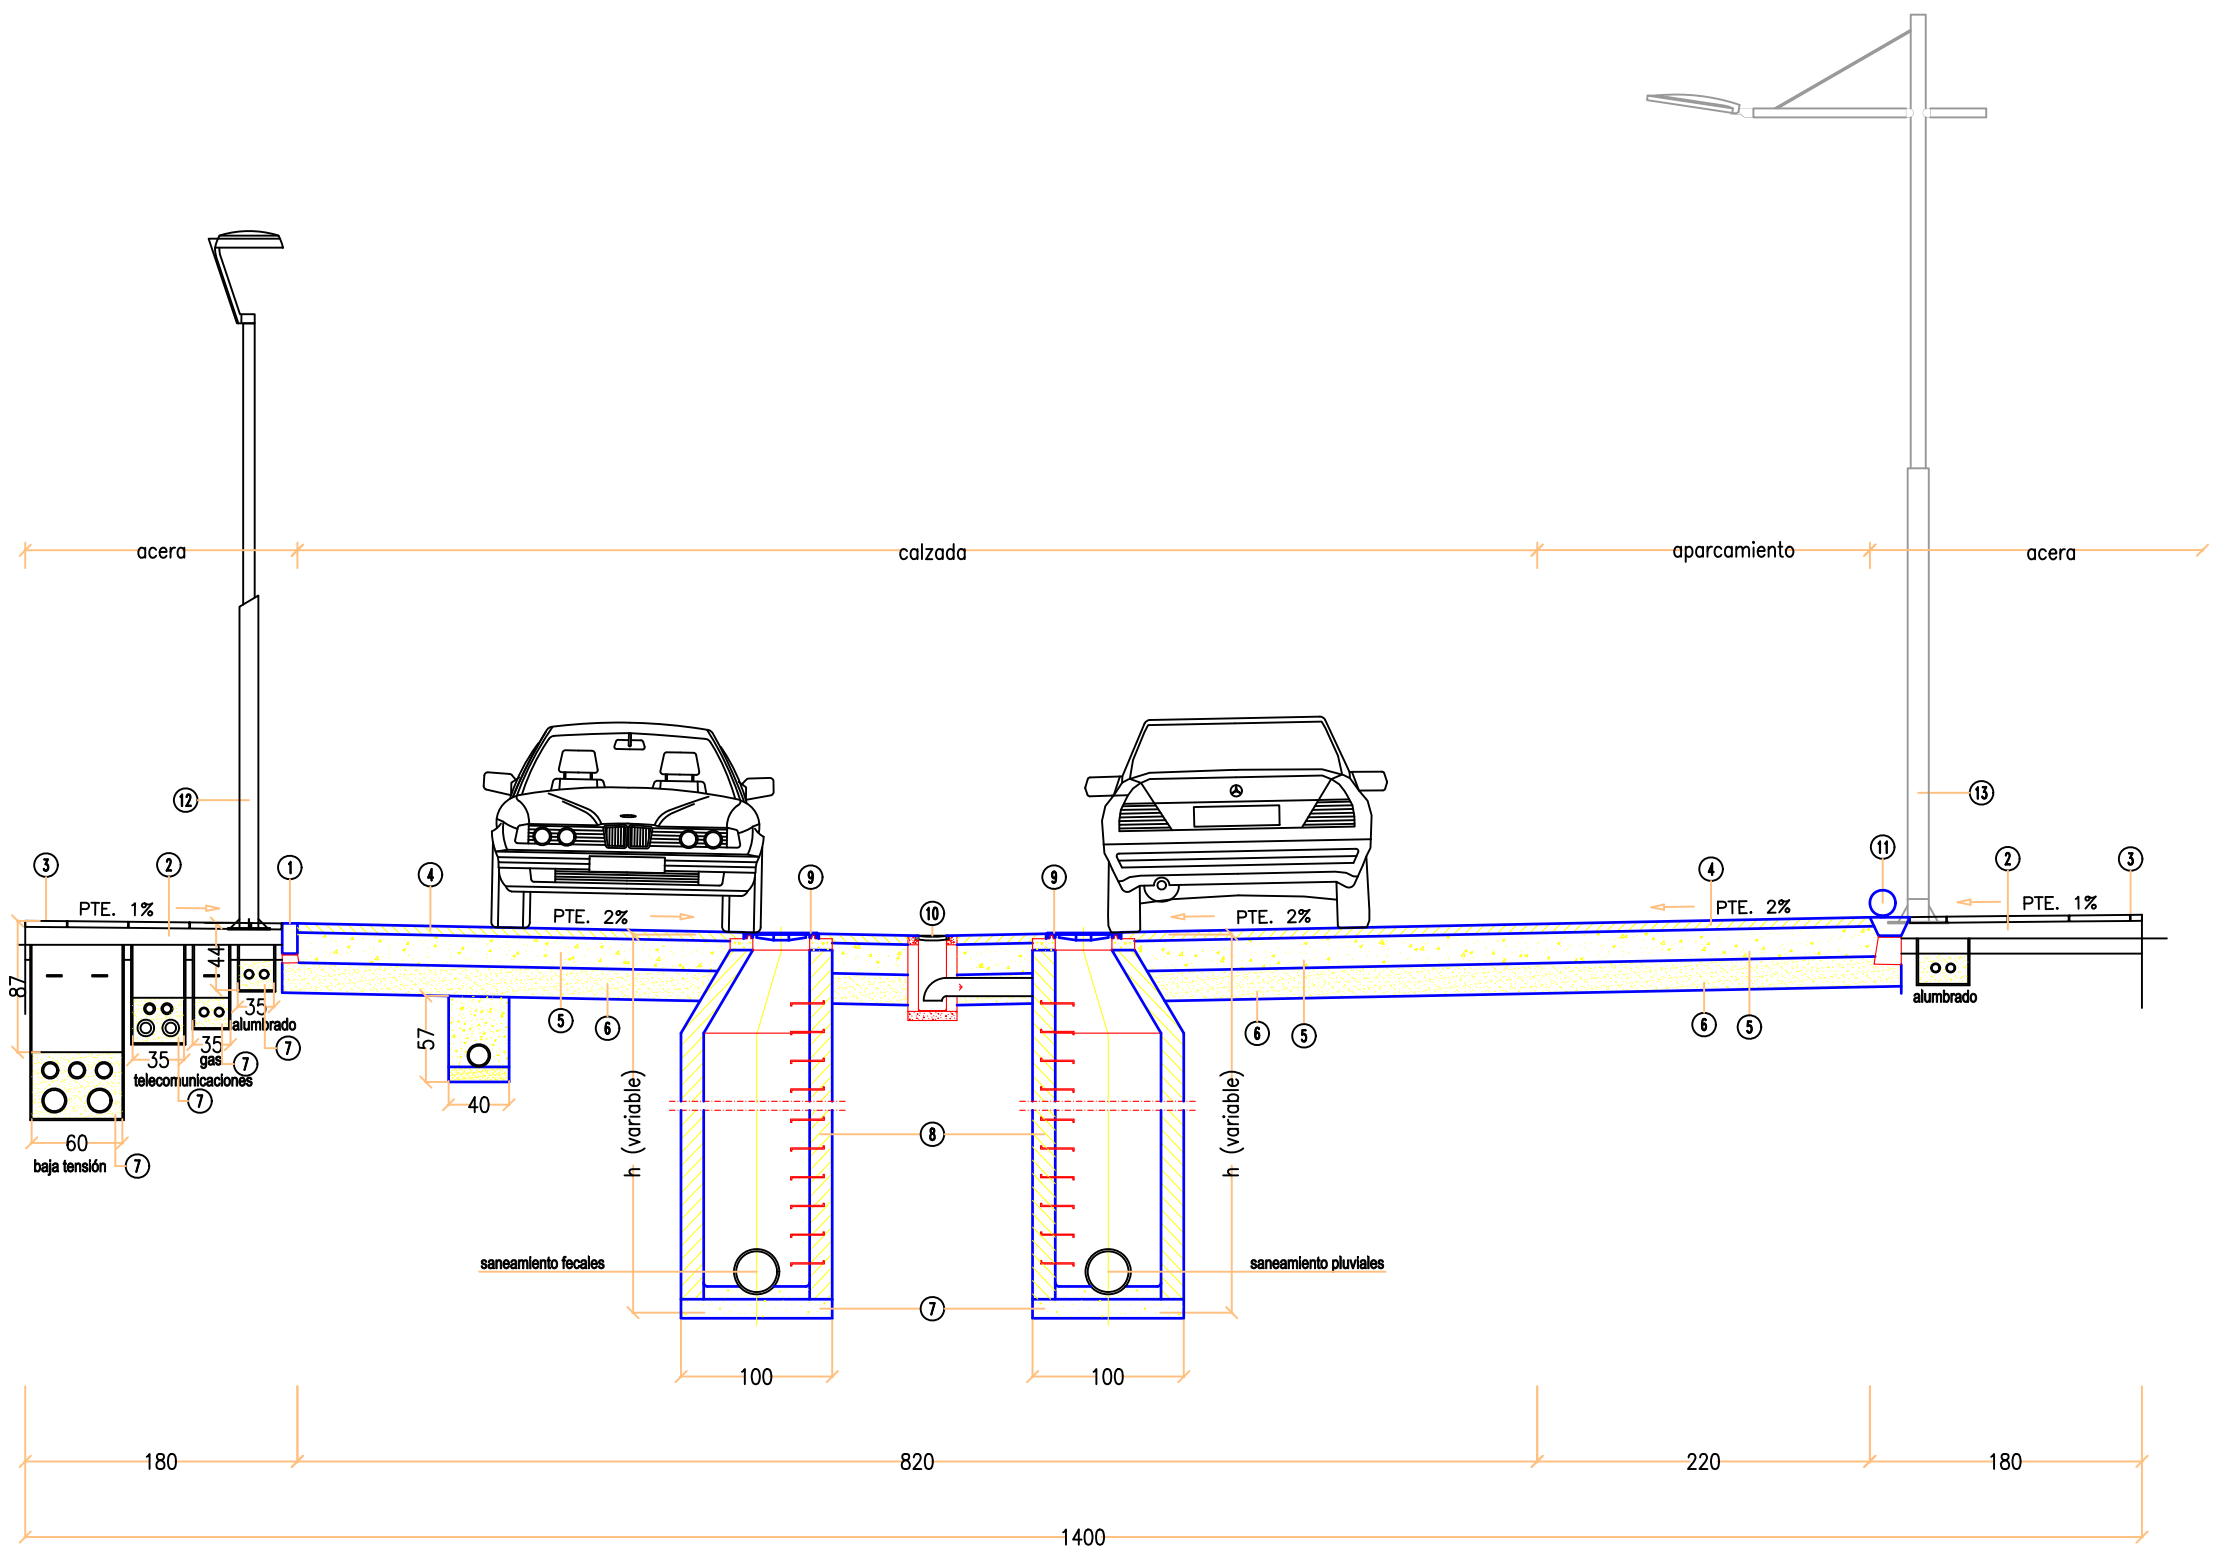 acera
calzada
aparcamiento
acera
12
13
3
2
1
4
9
9
4
11
2
3
PTE. 1%
PTE. 2%
10
PTE. 2%
PTE. 2%
PTE. 1%
87
44
35
alumbrado
35
gas
35
telecomunicaciones
7
7
7
60
baja tensión
7
5
6
57
40
h (variable)
8
h (variable)
6
5
6
5
alumbrado
saneamiento fecales
saneamiento pluviales
7
100
100
180
820
220
180
1400